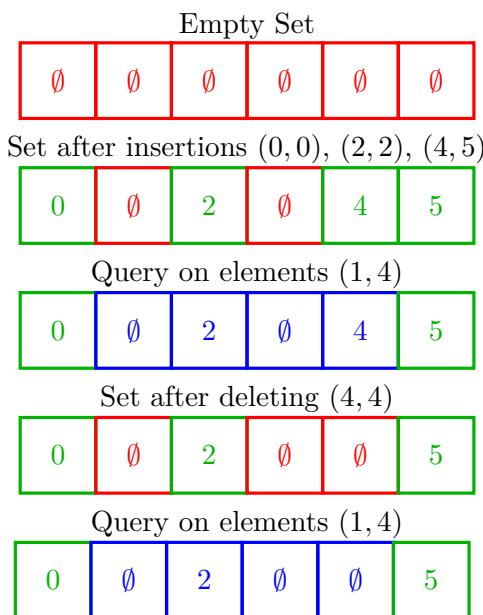 Empty Set
∅ ∅ ∅ ∅ ∅ ∅
Set after insertions (0, 0), (2, 2), (4, 5)
0 ∅ 2 ∅ 4 5
Query on elements (1, 4)
0 ∅ 2 ∅ 4 5
Set after deleting (4, 4)
0 ∅ 2 ∅ ∅ 5
Query on elements (1, 4)
0 ∅ 2 ∅ ∅ 5